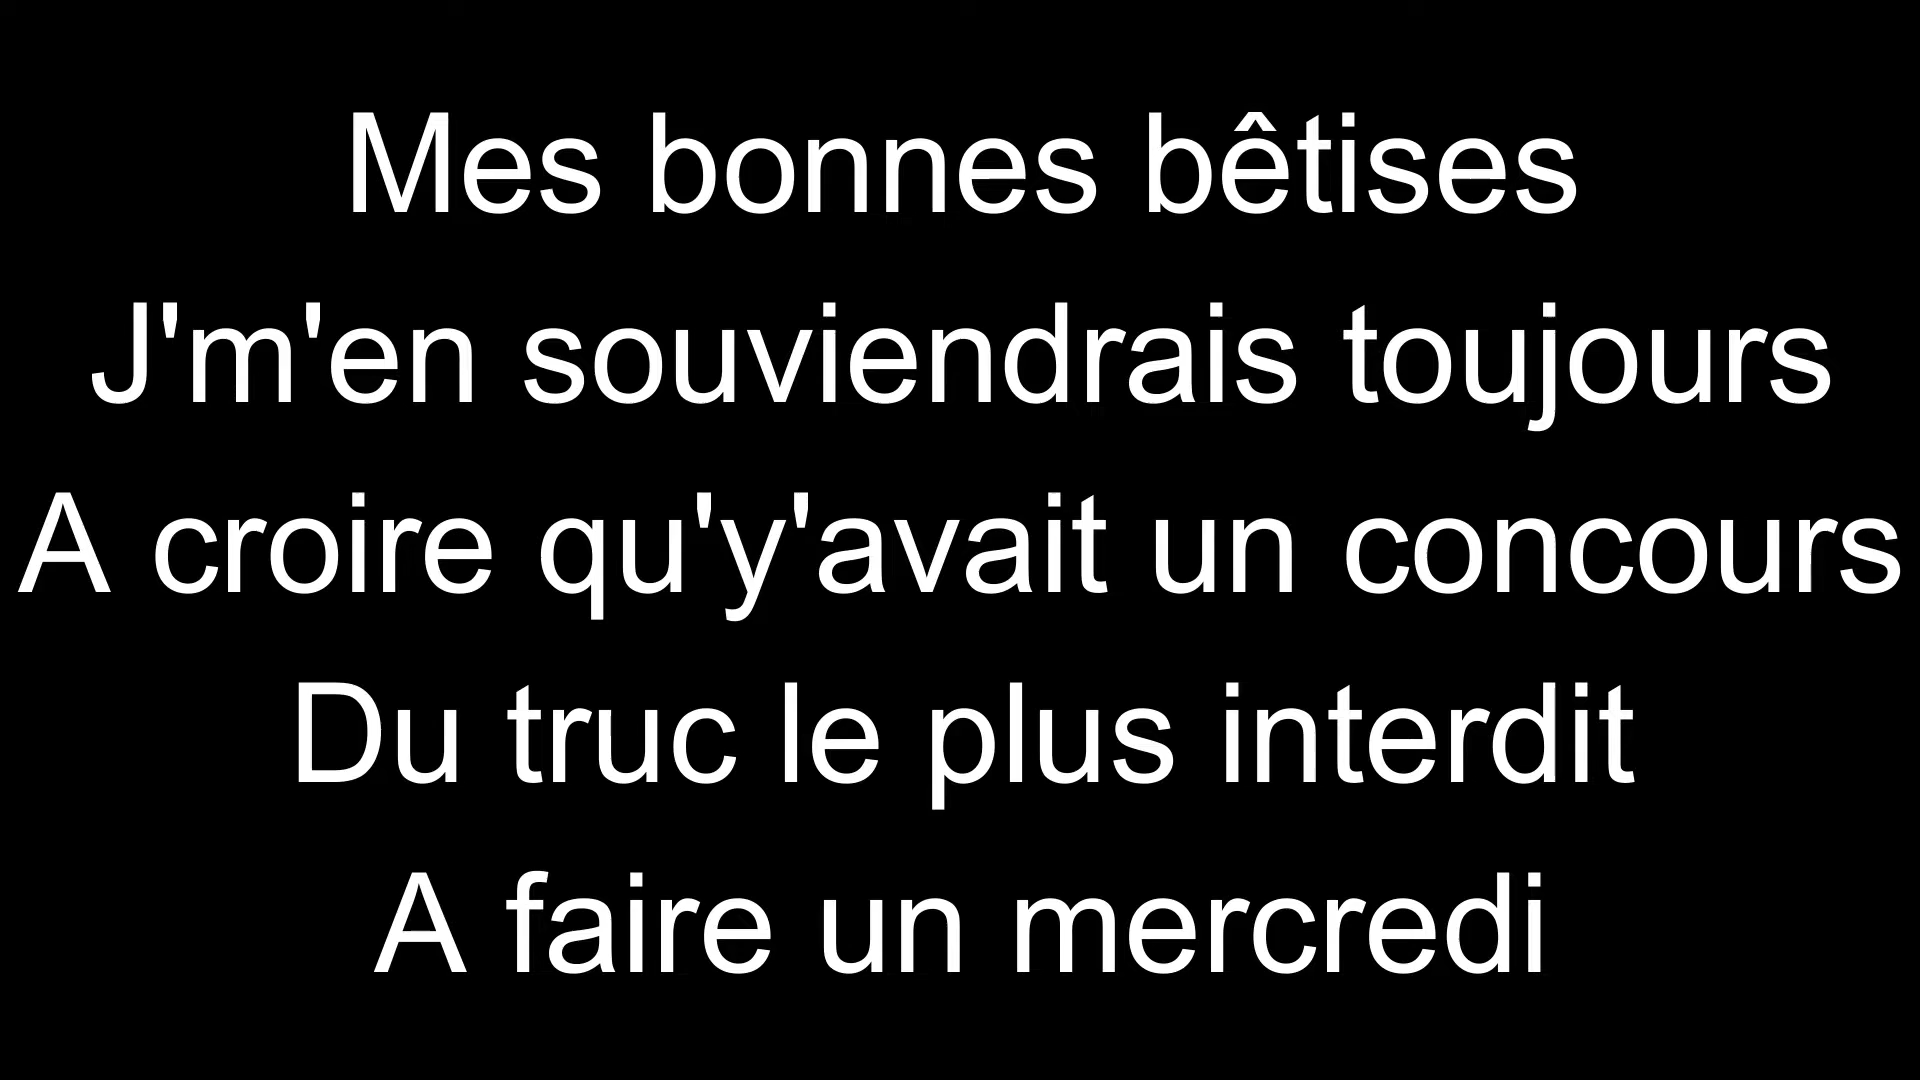 Mes bonnes bêtises
J'm'en souviendrais toujours
A croire qu'y'avait un concours
Du truc le plus interdit
A faire un mercredi